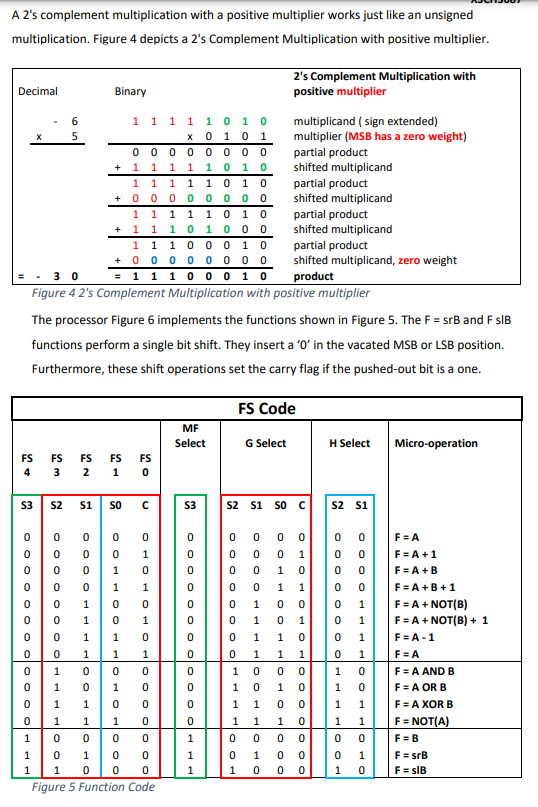 A 2's complement multiplication with a positive multiplier works just like an unsigned
multiplication. Figure 4 depicts a 2's Complement Multiplication with positive multiplier.
Decimal Binary 2's Complement Multiplication with
positive multiplier
- 6 1 1 1 1 1 0 1 0 multiplicand ( sign extended)
x 5 x 0 1 0 1 multiplier (MSB has a zero weight)
0 0 0 0 0 0 0 0 partial product
+ 1 1 1 1 1 0 1 0 shifted multiplicand
1 1 1 1 1 0 1 0 partial product
+ 0 0 0 0 0 0 0 0 shifted multiplicand
1 1 1 1 1 0 1 0 partial product
+ 1 1 1 0 1 0 0 0 shifted multiplicand
1 1 1 0 0 0 1 0 partial product
+ 0 0 0 0 0 0 0 0 shifted multiplicand, zero weight
= - 3 0 = 1 1 1 0 0 0 1 0 product
Figure 4 2's Complement Multiplication with positive multiplier
The processor Figure 6 implements the functions shown in Figure 5. The F = srB and F slB
functions perform a single bit shift. They insert a '0' in the vacated MSB or LSB position.
Furthermore, these shift operations set the carry flag if the pushed-out bit is a one.
FS Code
MF
Select G Select H Select Micro-operation
FS FS FS FS FS
4 3 2 1 0
S3 S2 S1 S0 C S3 S2 S1 S0 C S2 S1
0 0 0 0 0 0 0 0 0 0 0 0 F = A
0 0 0 0 1 0 0 0 0 1 0 0 F = A + 1
0 0 0 1 0 0 0 0 1 0 0 0 F = A + B
0 0 0 1 1 0 0 0 1 1 0 0 F = A + B + 1
0 0 1 0 0 0 0 1 0 0 0 1 F = A + NOT(B)
0 0 1 0 1 0 0 1 0 1 0 1 F = A + NOT(B) + 1
0 0 1 1 0 0 0 1 1 0 0 1 F = A - 1
0 0 1 1 1 0 0 1 1 1 0 1 F = A
0 1 0 0 0 0 1 0 0 0 1 0 F = A AND B
0 1 0 1 0 0 1 0 1 0 1 0 F = A OR B
0 1 1 0 0 0 1 1 0 0 1 1 F = A XOR B
0 1 1 1 0 0 1 1 1 0 1 1 F = NOT(A)
1 0 0 0 0 1 0 0 0 0 0 0 F = B
1 0 1 0 0 1 0 1 0 0 0 1 F = srB
1 1 0 0 0 1 1 0 0 0 1 0 F = slB
Figure 5 Function Code